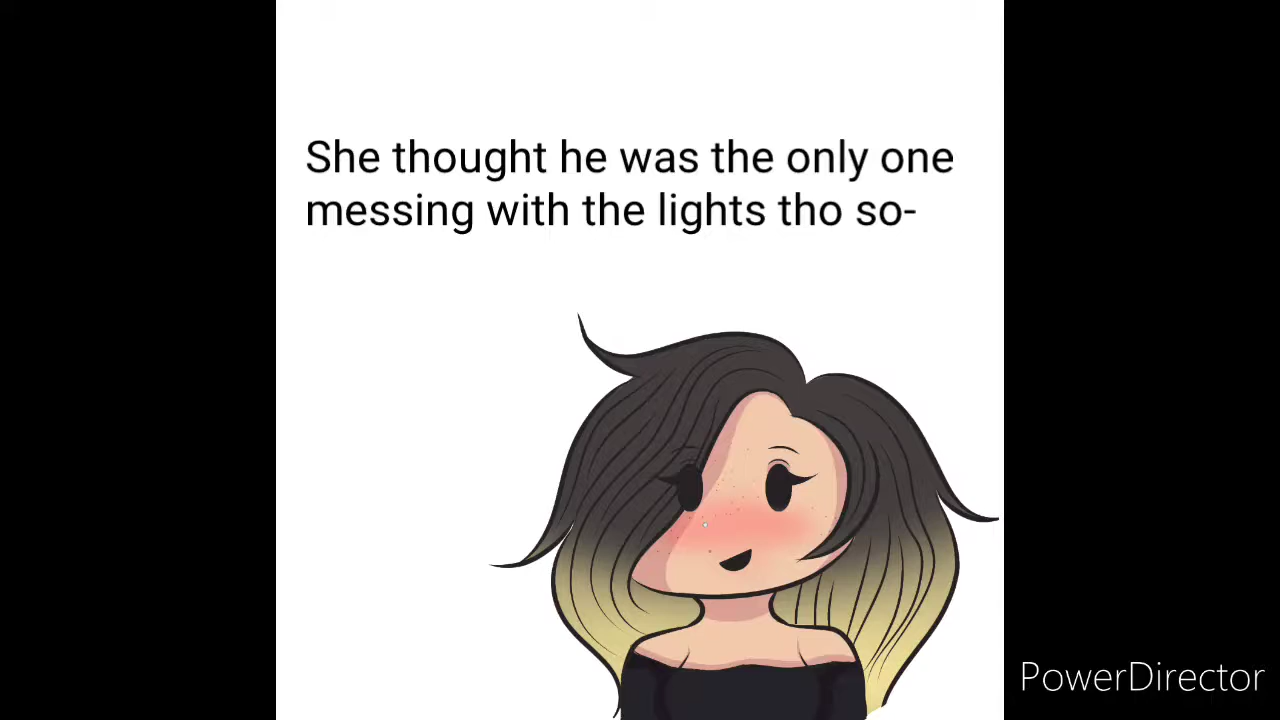 She thought he was the only one
messing with the lights tho so-
PowerDirector